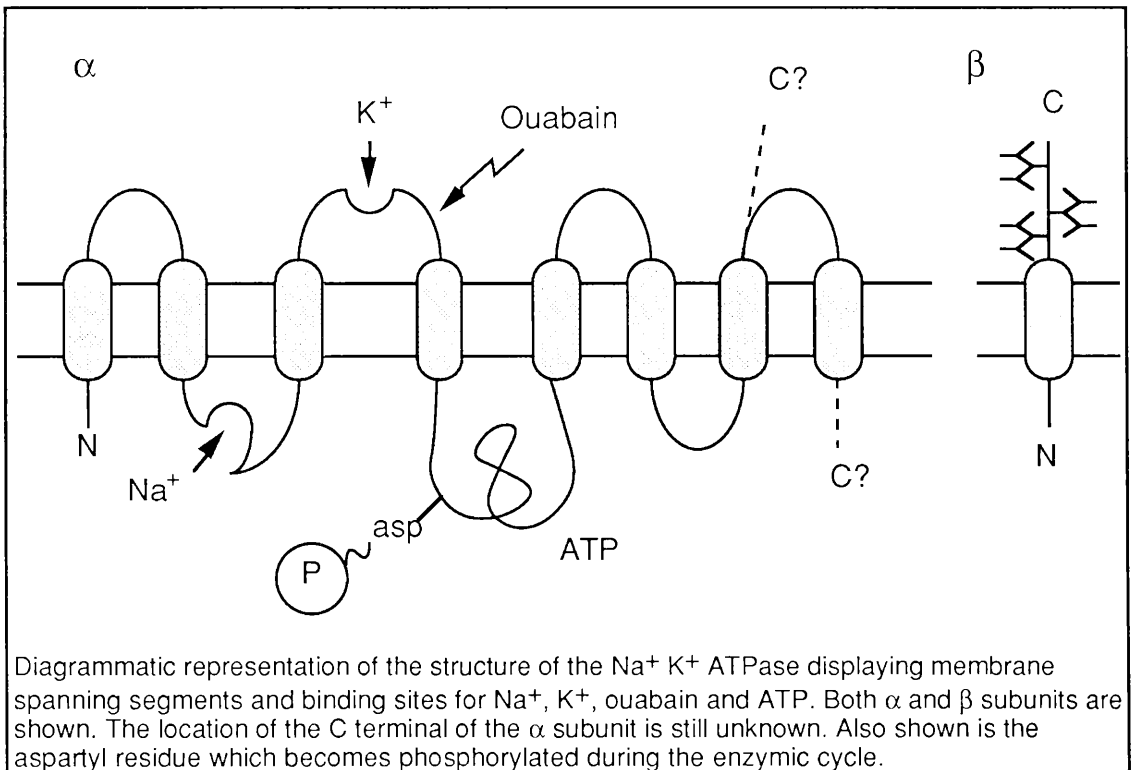 α
β
C?
C
K+
Ouabain
N
Na+
asp
P
ATP
C?
N
Diagrammatic representation of the structure of the Na+ K+ ATPase displaying membrane
spanning segments and binding sites for Na+, K+, ouabain and ATP. Both α and β subunits are
shown. The location of the C terminal of the α subunit is still unknown. Also shown is the
aspartyl residue which becomes phosphorylated during the enzymic cycle.